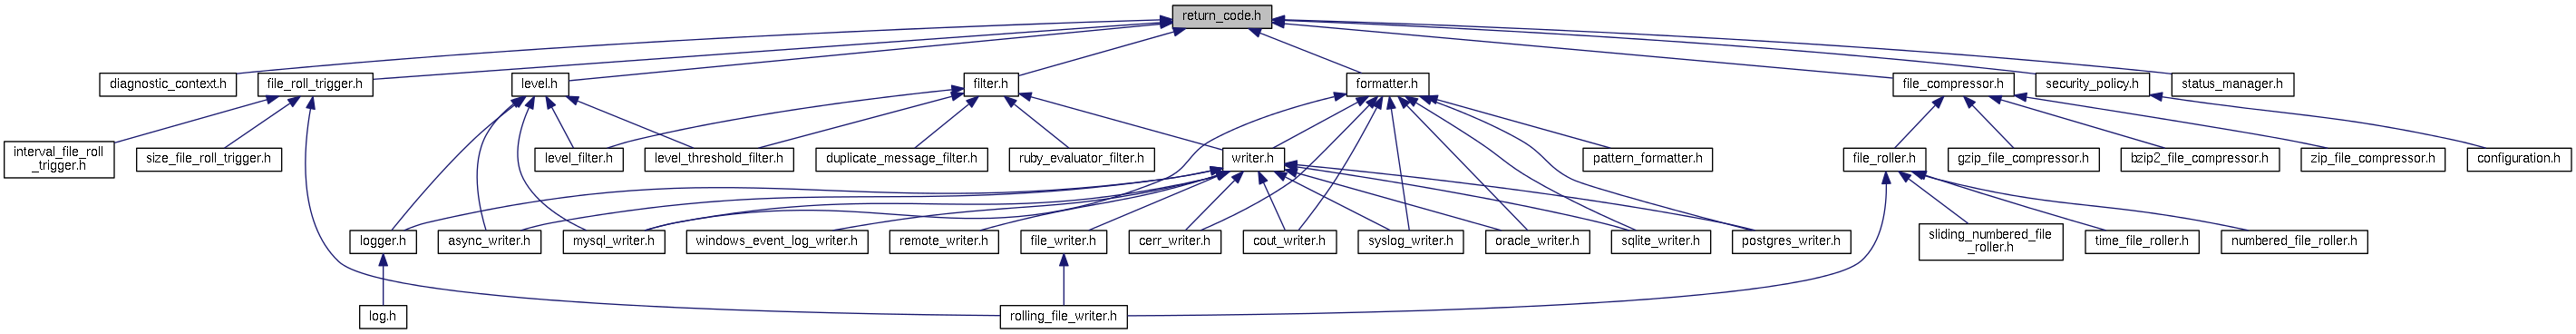 return_code.h
diagnostic_context.h
file_roll_trigger.h
level.h
filter.h
formatter.h
file_compressor.h
security_policy.h
status_manager.h
interval_file_roll
_trigger.h
size_file_roll_trigger.h
level_filter.h
level_threshold_filter.h
duplicate_message_filter.h
ruby_evaluator_filter.h
writer.h
pattern_formatter.h
file_roller.h
gzip_file_compressor.h
bzip2_file_compressor.h
zip_file_compressor.h
configuration.h
logger.h
async_writer.h
mysql_writer.h
windows_event_log_writer.h
remote_writer.h
file_writer.h
cerr_writer.h
cout_writer.h
syslog_writer.h
oracle_writer.h
sqlite_writer.h
postgres_writer.h
sliding_numbered_file
_roller.h
time_file_roller.h
numbered_file_roller.h
log.h
rolling_file_writer.h